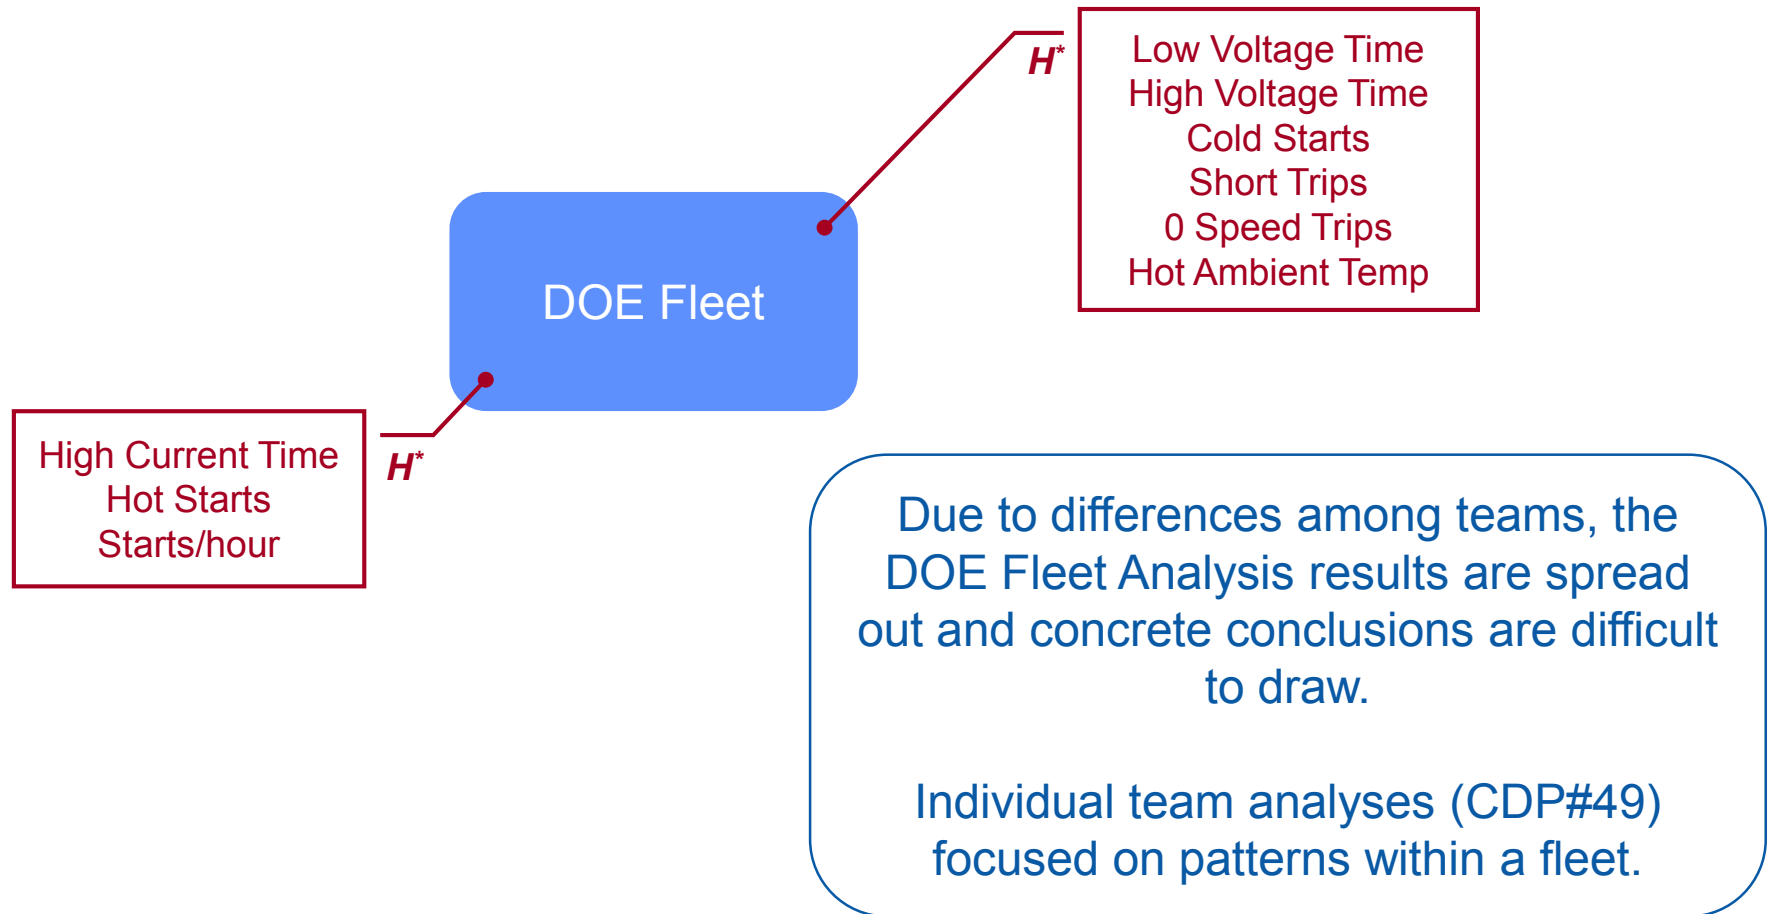 H*
Low Voltage Time
High Voltage Time
Cold Starts
Short Trips
0 Speed Trips
Hot Ambient Temp
DOE Fleet
High Current Time
Hot Starts
Starts/hour
H*
Due to differences among teams, the
DOE Fleet Analysis results are spread
out and concrete conclusions are difficult
to draw.
Individual team analyses (CDP#49)
focused on patterns within a fleet.